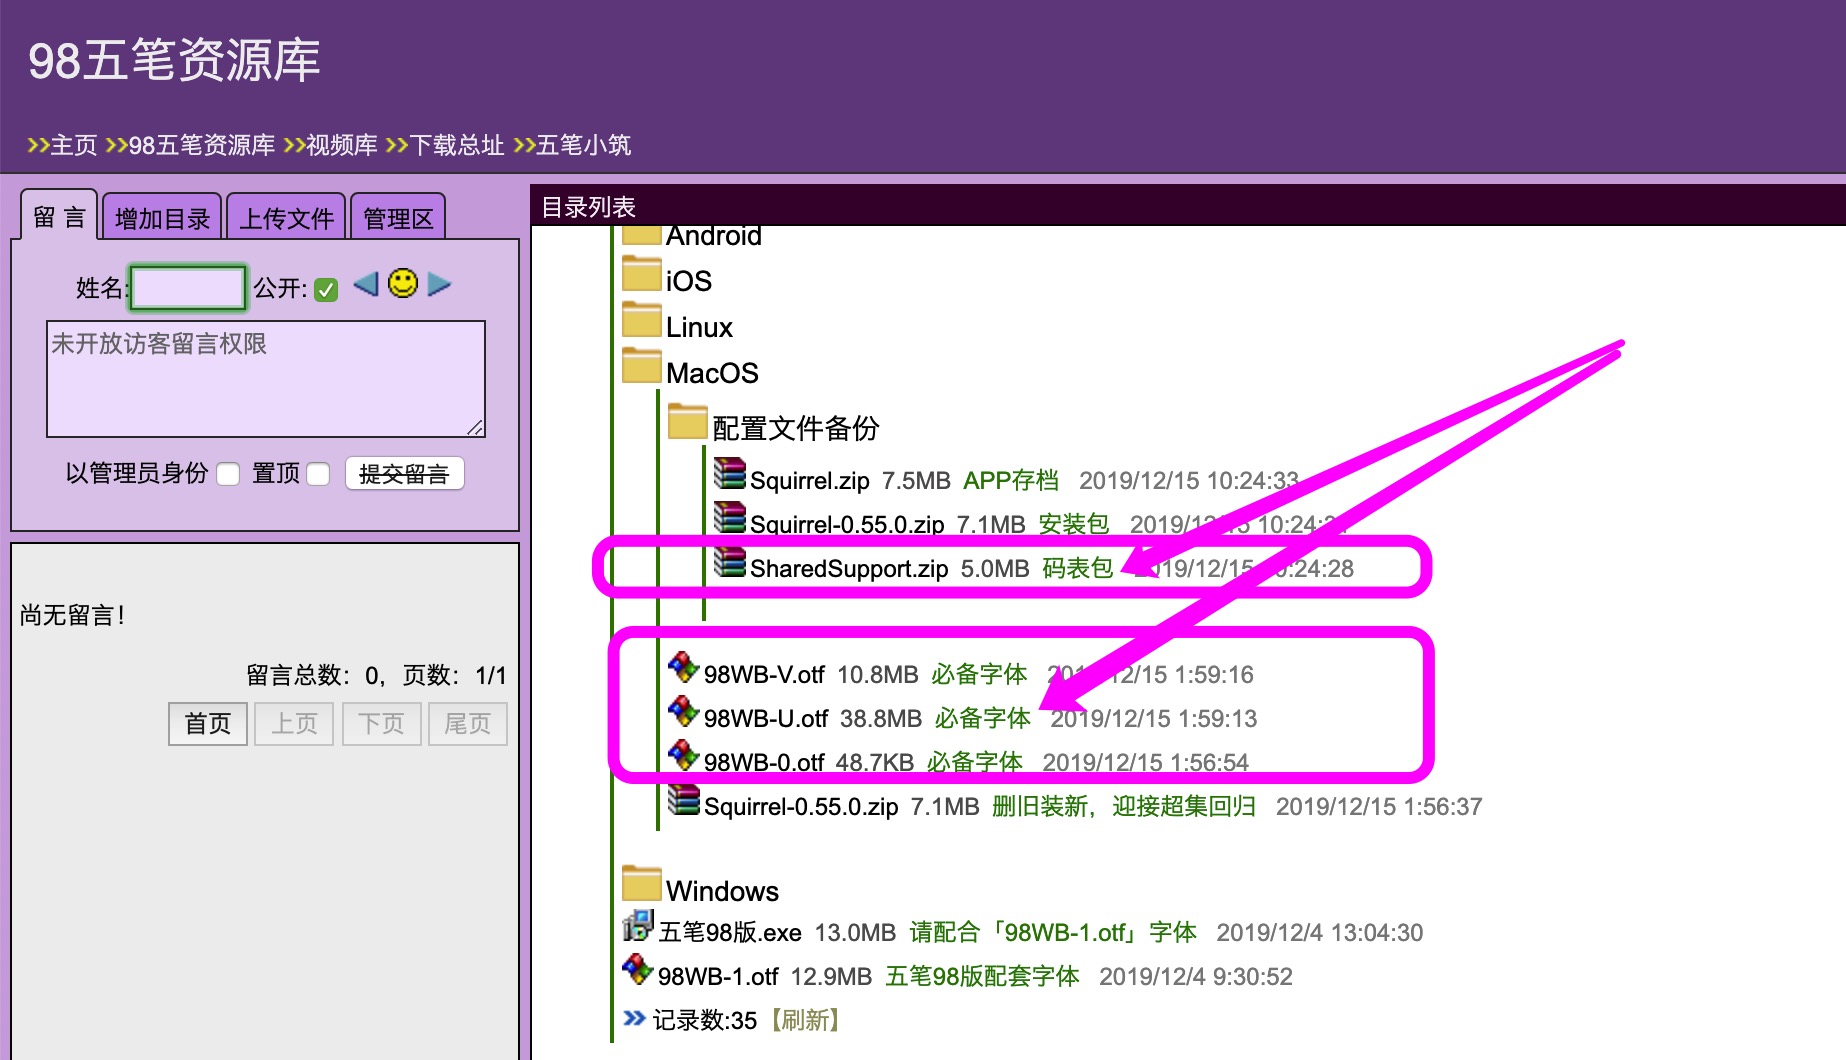 98五笔资源库
>>主页 >>98五笔资源库 >>视频库 >>下载总址 >>五笔小筑
留 言 增加目录 上传文件 管理区
姓名: 公开:
未开放访客留言权限
以管理员身份 置顶 提交留言
尚无留言!
留言总数：0，页数：1/1
首页 上页 下页 尾页
目录列表
Android
iOS
Linux
MacOS
配置文件备份
Squirrel.zip 7.5MB APP存档 2019/12/15 10:24:33
Squirrel-0.55.0.zip 7.1MB 安装包
SharedSupport.zip 5.0MB 码表包 2019/12/15 10:24:28
98WB-V.otf 10.8MB 必备字体 2019/12/15 1:59:16
98WB-U.otf 38.8MB 必备字体 2019/12/15 1:59:13
98WB-0.otf 48.7KB 必备字体 2019/12/15 1:56:54
Squirrel-0.55.0.zip 7.1MB 删旧装新，迎接超集回归 2019/12/15 1:56:37
Windows
五笔98版.exe 13.0MB 请配合「98WB-1.otf」字体 2019/12/4 13:04:30
98WB-1.otf 12.9MB 五笔98版配套字体 2019/12/4 9:30:52
记录数:35【刷新】